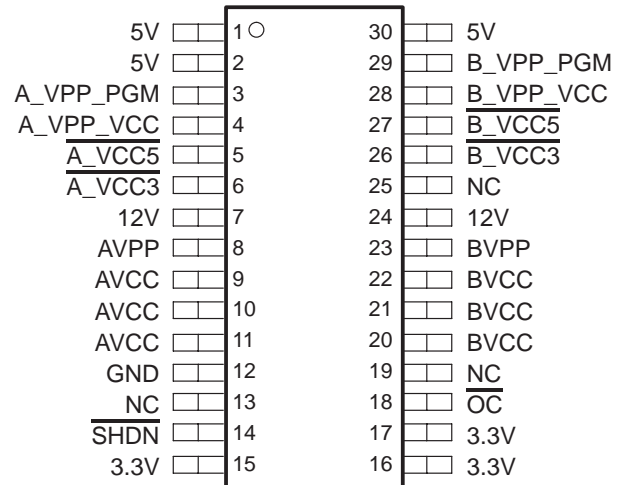 5V 1 30 5V
5V 2 29 B_VPP_PGM
A_VPP_PGM 3 28 B_VPP_VCC
A_VPP_VCC 4 27 B_VCC5
A_VCC5 5 26 B_VCC3
A_VCC3 6 25 NC
12V 7 24 12V
AVPP 8 23 BVPP
AVCC 9 22 BVCC
AVCC 10 21 BVCC
AVCC 11 20 BVCC
GND 12 19 NC
NC 13 18 OC
SHDN 14 17 3.3V
3.3V 15 16 3.3V